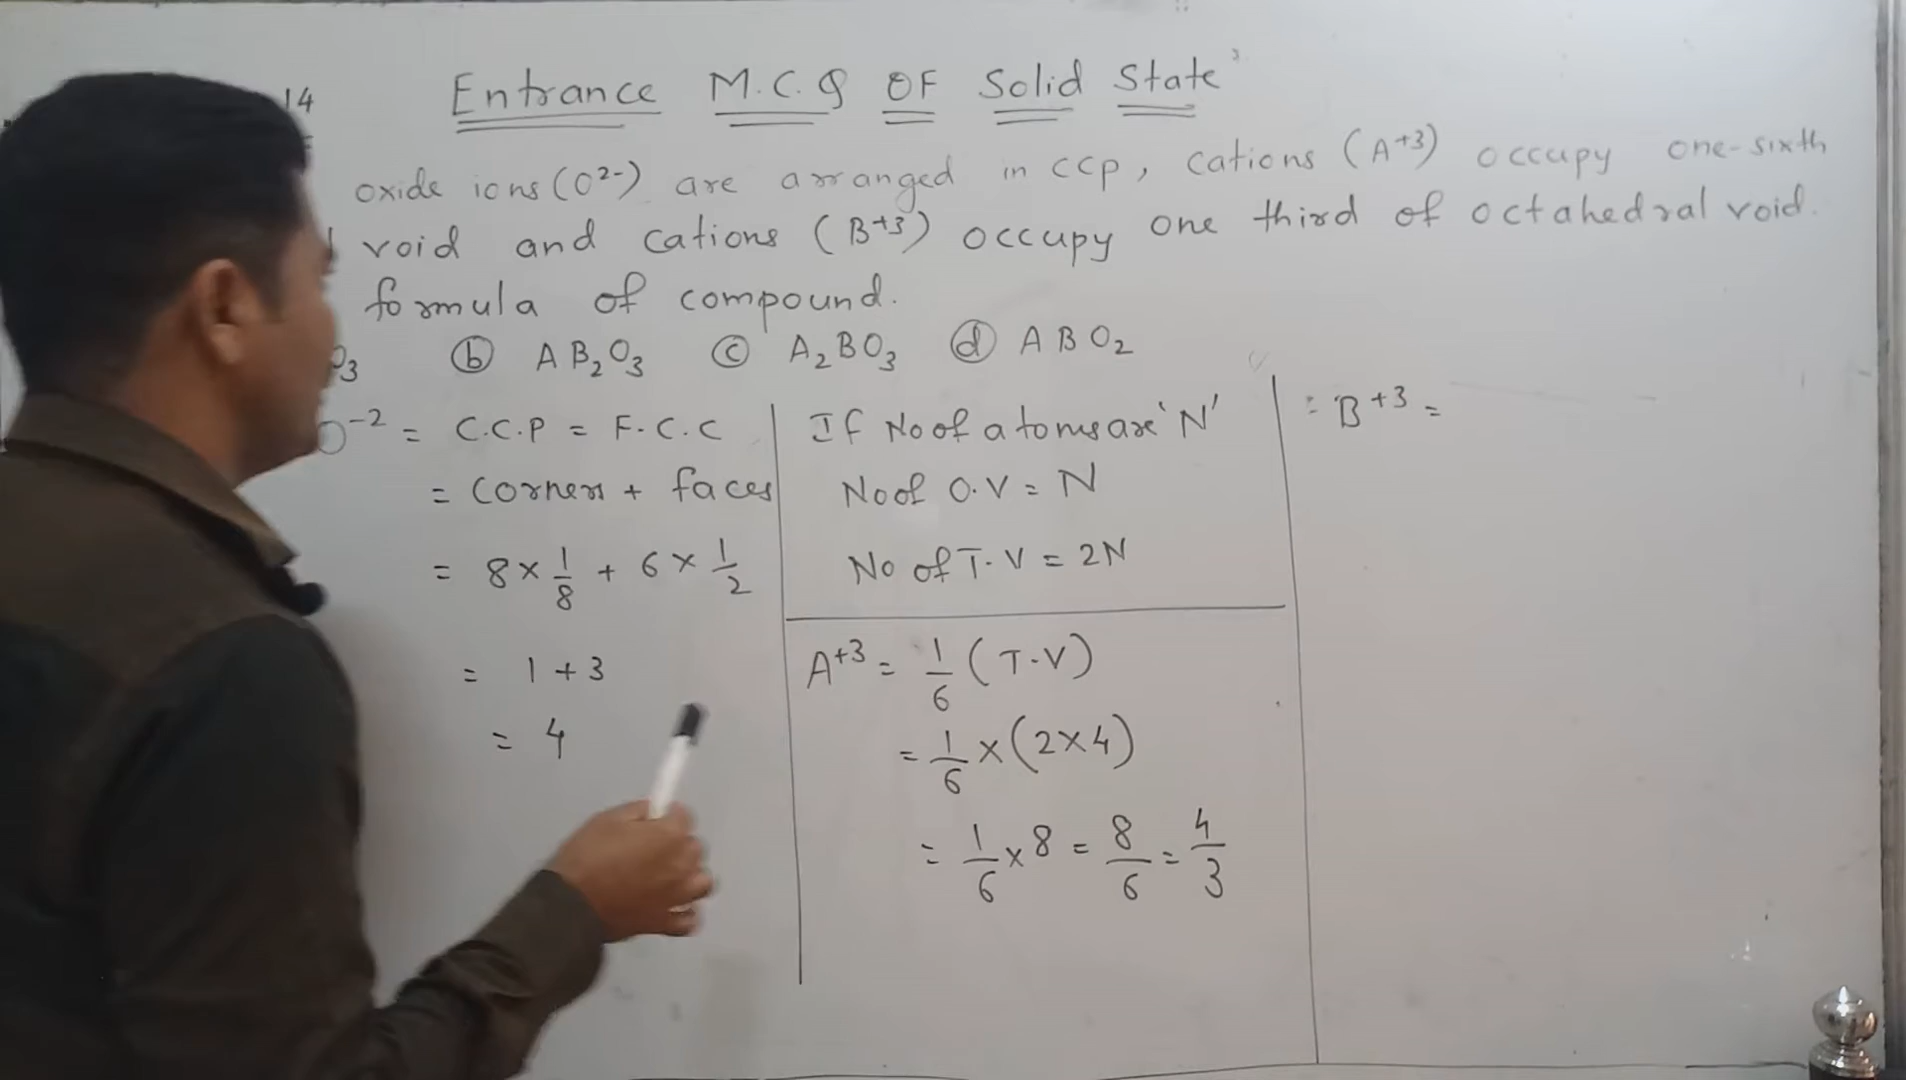 14
Entrance M.C.Q OF Solid State
oxide ions (O²⁻) are arranged in ccp, cations (A⁺³) occupy one-sixth
void and cations (B⁺³) occupy one third of octahedral void.
formula of compound.
O₃ ⓑ AB₂O₃ ⓒ A₂BO₃ ⓓ ABO₂
O⁻² = C.C.P = F.C.C
= Corners + faces
= 8 × 1/8 + 6 × 1/2
= 1 + 3
= 4
If No of atoms are 'N'
No of O.V = N
No of T.V = 2N
A⁺³ = 1/6 (T.V)
= 1/6 × (2×4)
= 1/6 × 8 = 8/6 = 4/3
: B⁺³ =